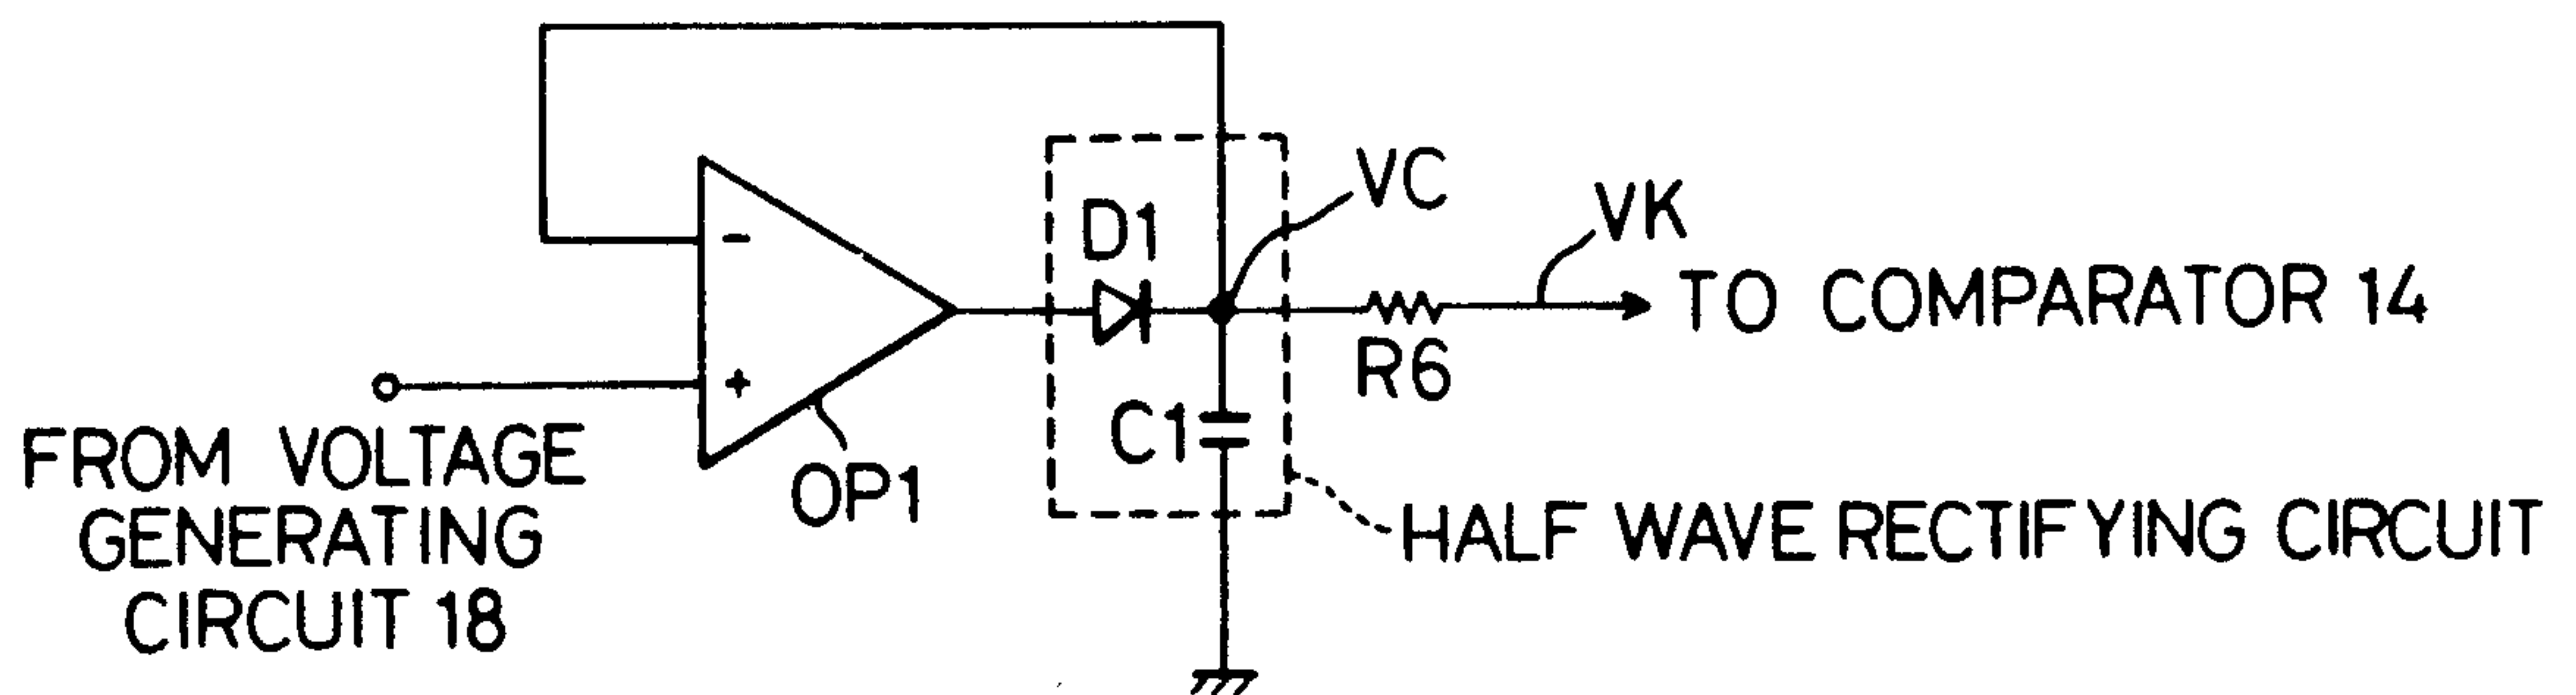 VC
VK
D1
-
TO COMPARATOR 14
R6
+
C1
FROM VOLTAGE
GENERATING
CIRCUIT 18
OP1
HALF WAVE RECTIFYING CIRCUIT